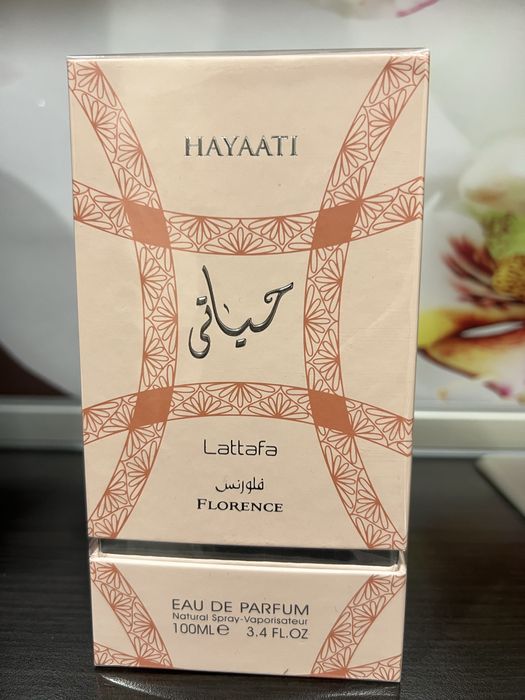 HAYAATI
حياتي
Lattafa
فلورنس
FLORENCE
EAU DE PARFUM
Natural Spray-Vaporisateur
100ML℮ 3.4 FL.OZ